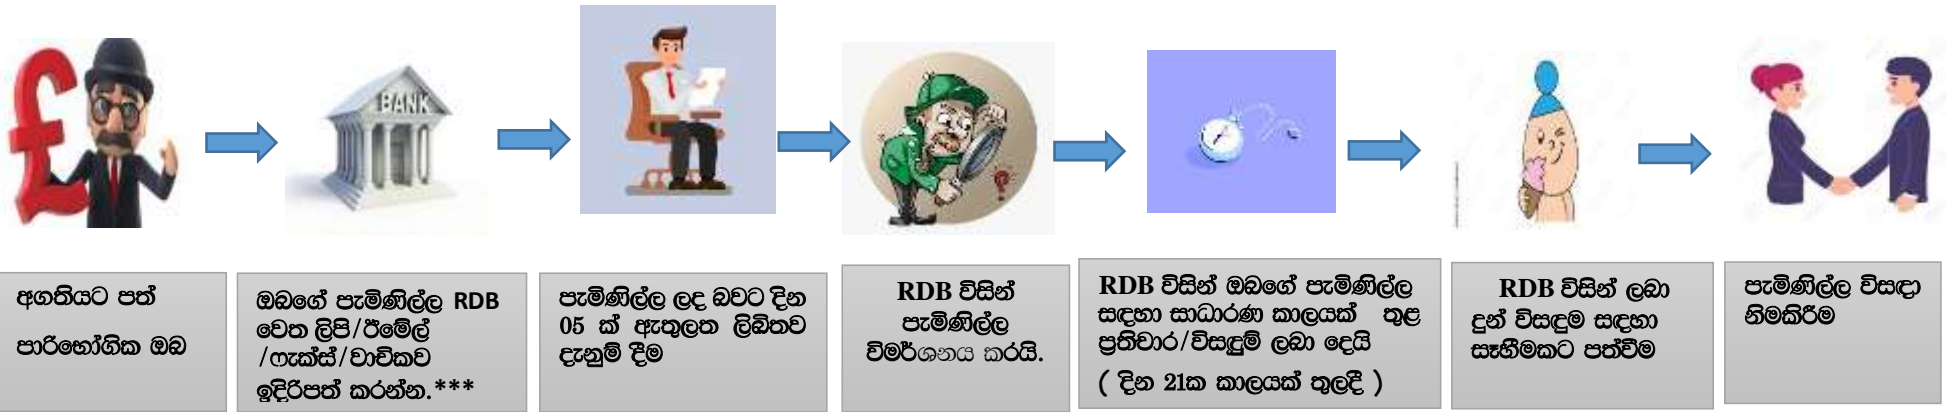 BANK
අගතියට පත්
පාරිභෝගික ඔබ
ඔබගේ පැමිණිල්ල RDB
වෙත ලිපි/ඊමේල්
/ෆැක්ස්/වාචිකව
ඉදිරිපත් කරන්න.***
පැමිණිල්ල ලද බවට දින
05 ක් ඇතුලත ලිඛිතව
දැනුම් දීම
RDB විසින්
පැමිණිල්ල
විමර්ශනය කරයි.
RDB විසින් ඔබගේ පැමිණිල්ල
සඳහා සාධාරණ කාලයක් තුළ
ප්‍රතිචාර/විසඳුම් ලබා දෙයි
( දින 21ක කාලයක් තුලදී )
RDB විසින් ලබා
දුන් විසඳුම සඳහා
සෑහීමකට පත්වීම
පැමිණිල්ල විසඳා
නිමකිරීම